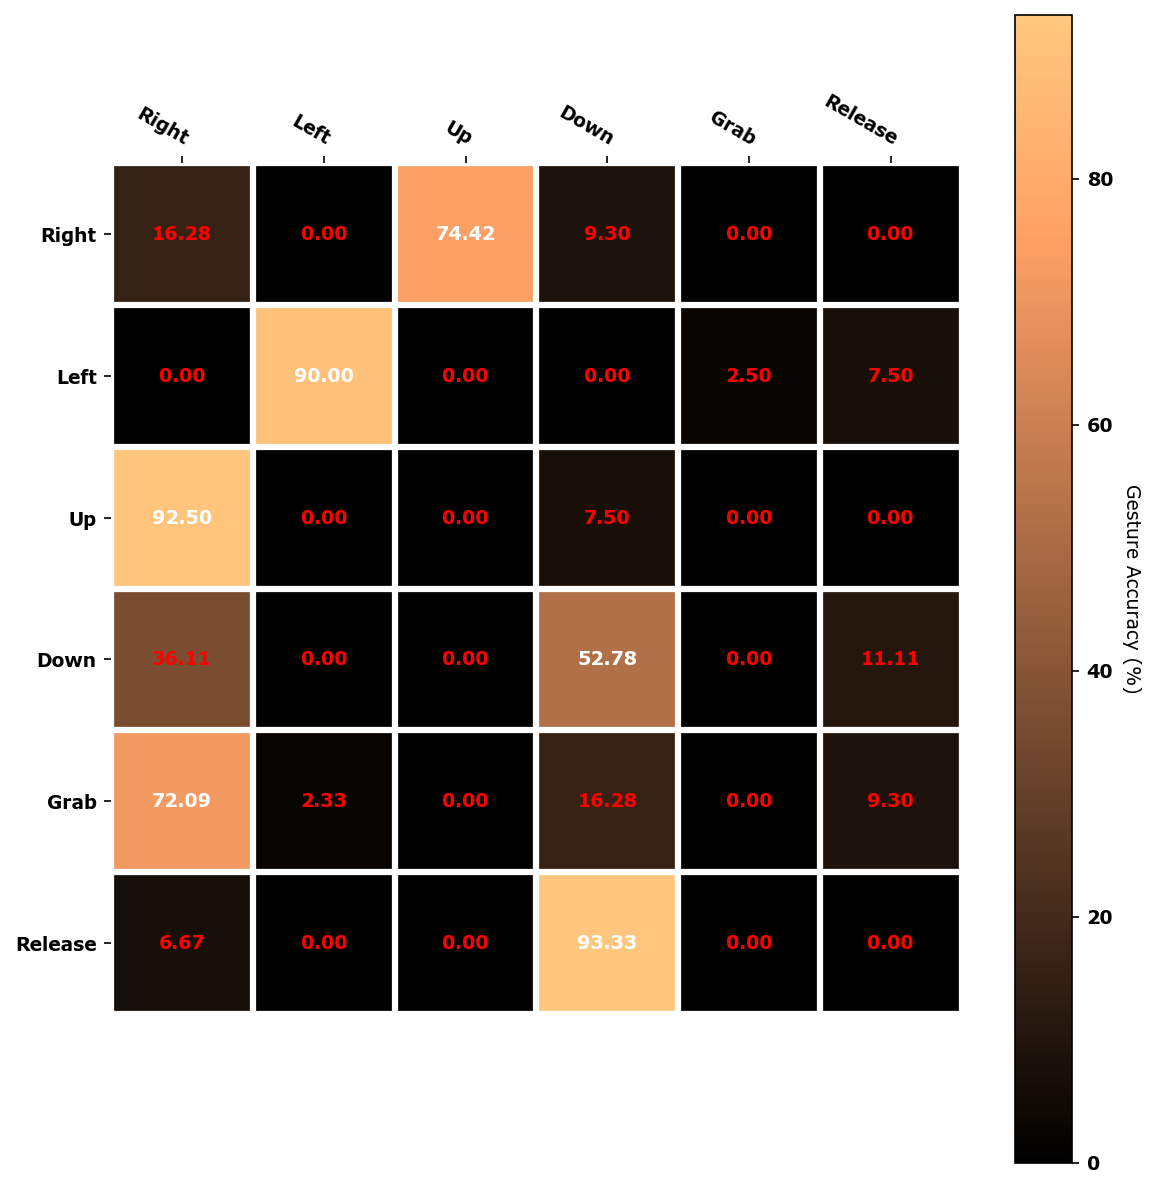 Right Left Up Down Grab Release
Right 16.28 0.00 74.42 9.30 0.00 0.00
Left 0.00 90.00 0.00 0.00 2.50 7.50
Up 92.50 0.00 0.00 7.50 0.00 0.00
Down 36.11 0.00 0.00 52.78 0.00 11.11
Grab 72.09 2.33 0.00 16.28 0.00 9.30
Release 6.67 0.00 0.00 93.33 0.00 0.00
80
60
40
20
0
Gesture Accuracy (%)